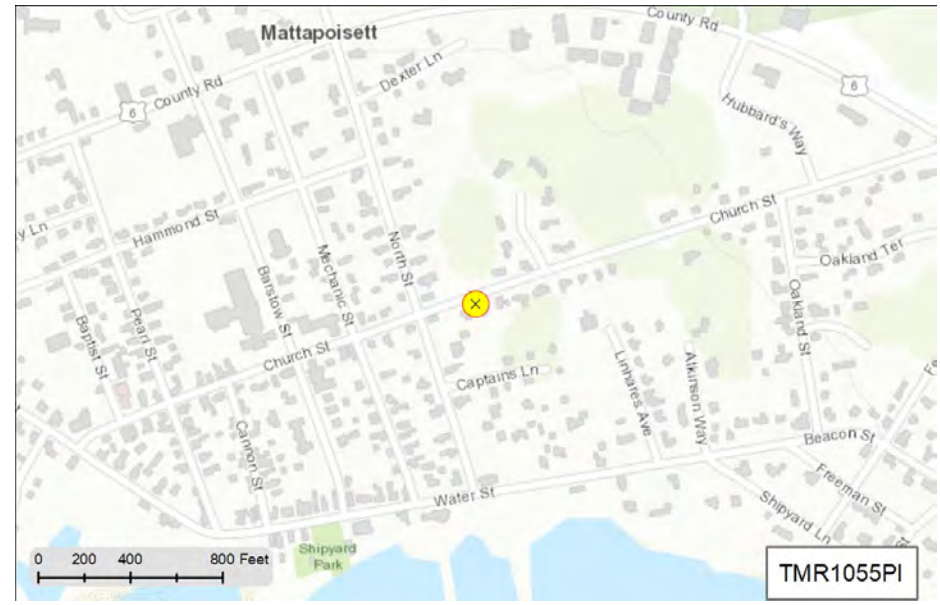 County Rd
Mattapoisett
Dexter Ln
County Rd
6
6
Hubbard's Way
Hammond St
Church St
Mechanic St
North St
Barstow St
Oakland Ter
Oakland St
Pearl St
Baptist St
Church St
Captains Ln
Linhares Ave
Atkinson Way
Cannon St
Beacon St
Water St
Freeman St
Shipyard Ln
Shipyard
Park
0 200 400 800 Feet
TMR1055PI